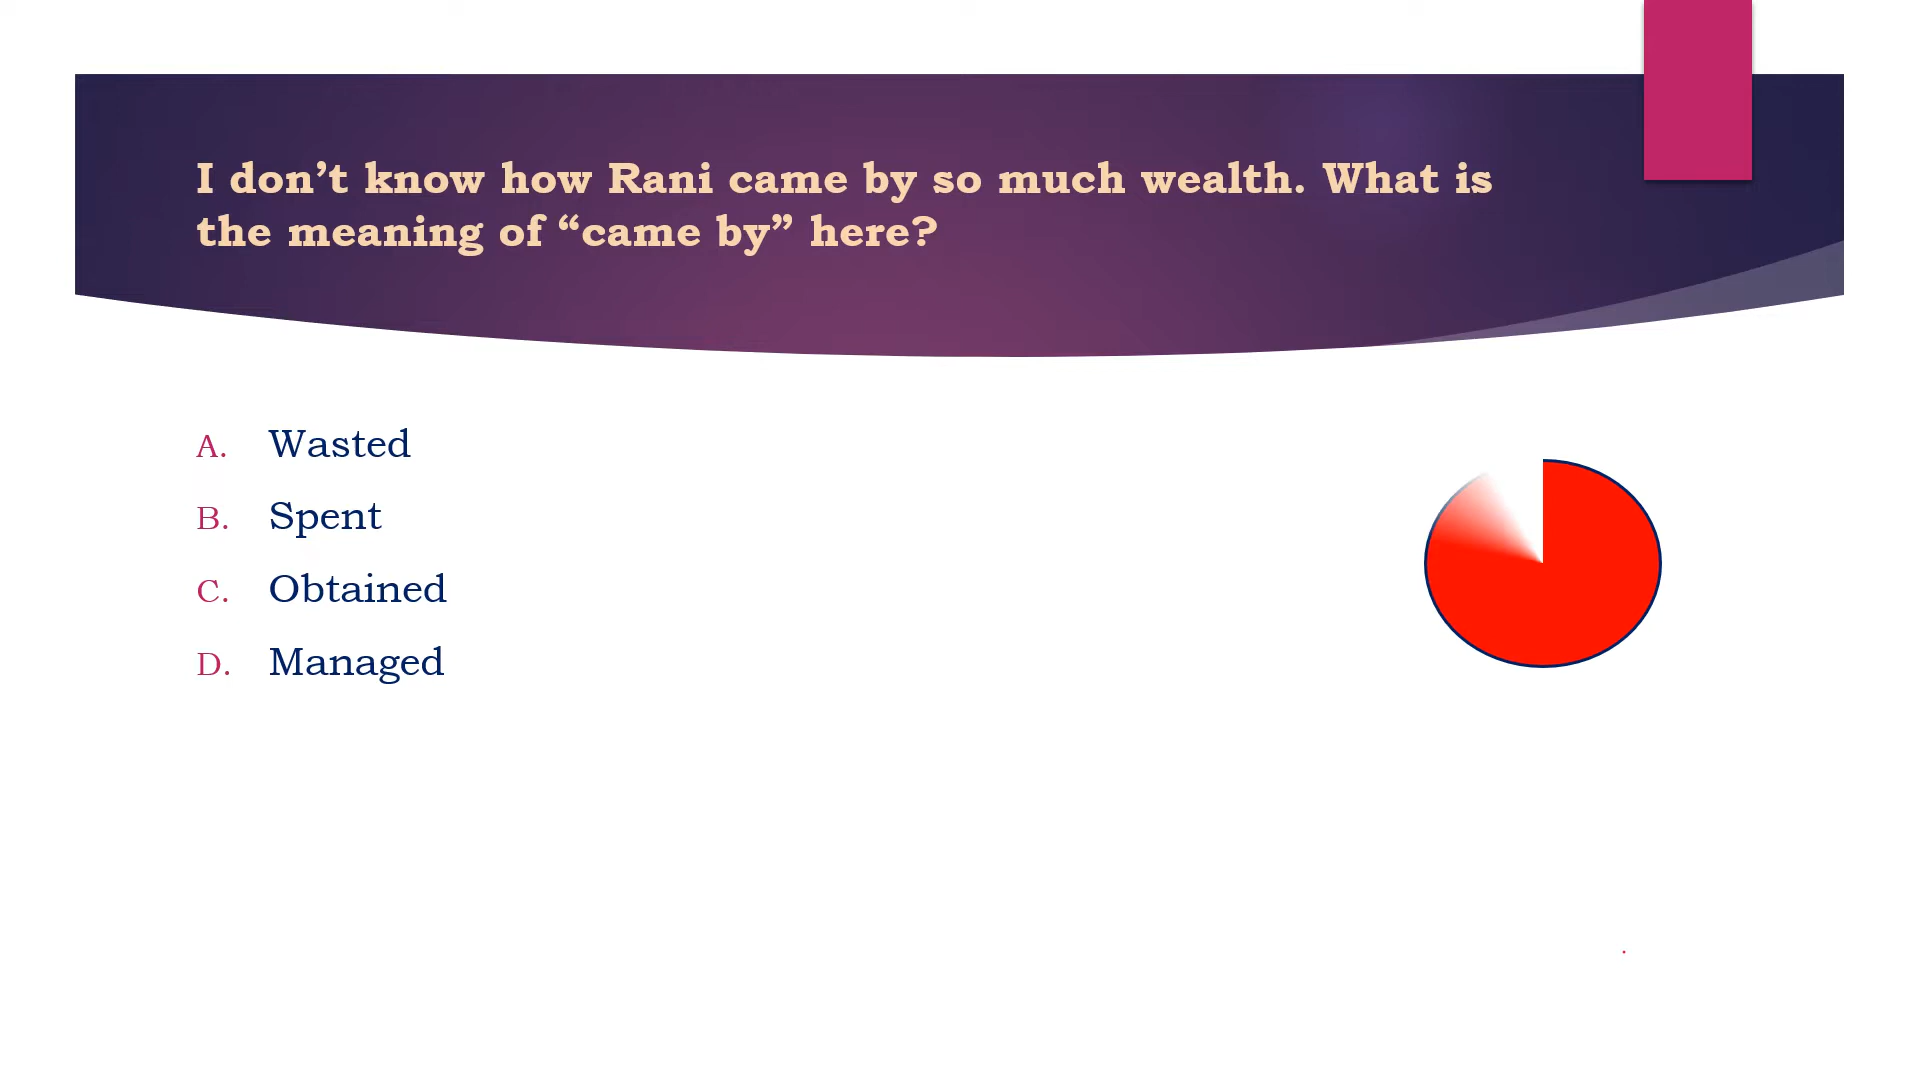 I don’t know how Rani came by so much wealth. What is
the meaning of “came by” here?
A. Wasted
B. Spent
C. Obtained
D. Managed
.